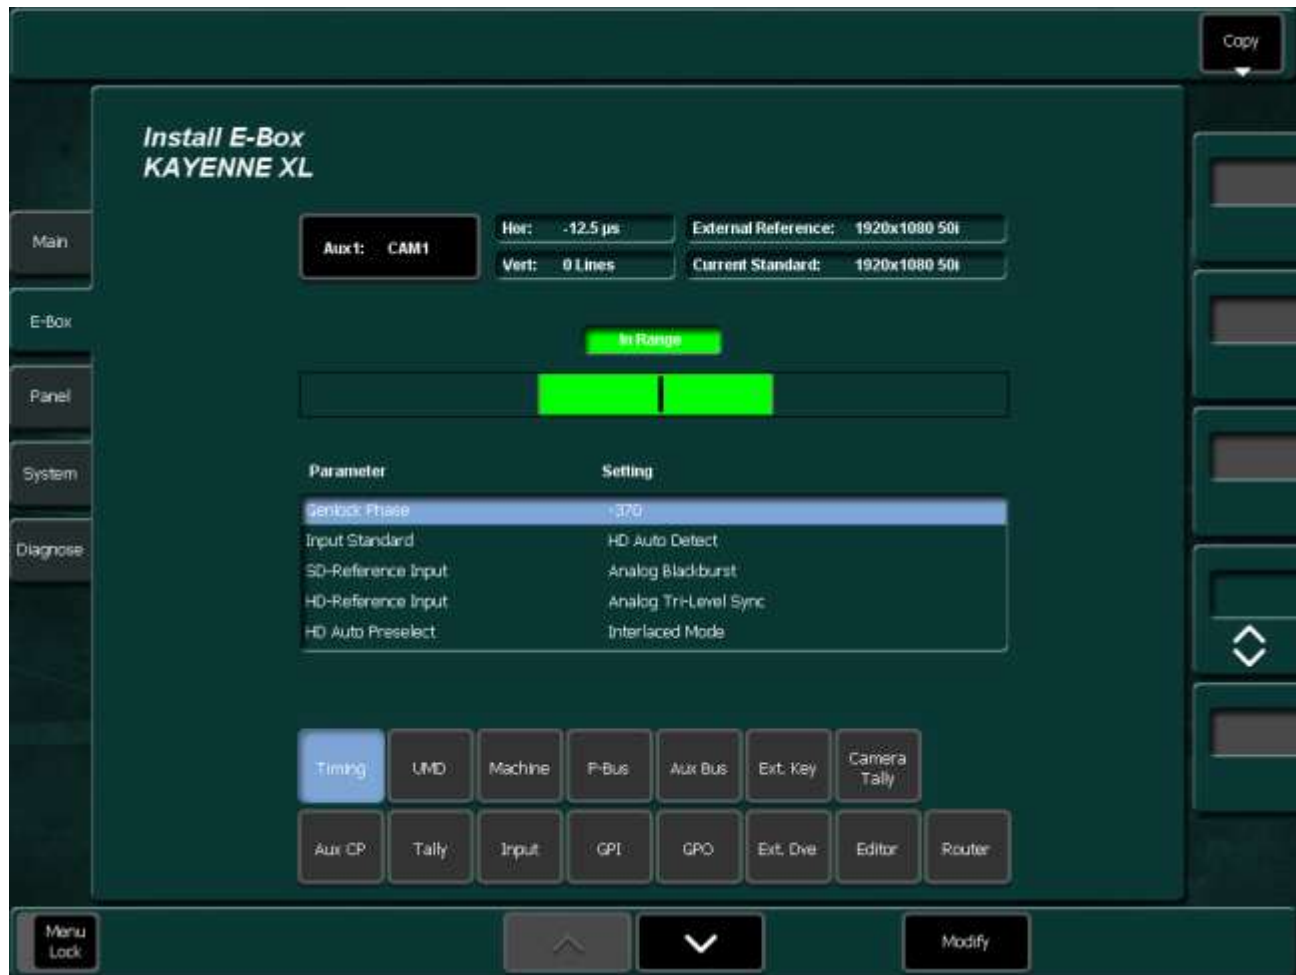 Copy
Install E-Box
KAYENNE XL
Main
E-Box
Panel
System
Diagnose
Aux1: CAM1
Hor: -12.5 µs
Vert: 0 Lines
External Reference: 1920x1080 50i
Current Standard: 1920x1080 50i
In Range
Parameter Setting
Genlock Phase -370
Input Standard HD Auto Detect
SD-Reference Input Analog Blackburst
HD-Reference Input Analog Tri-Level Sync
HD Auto Preselect Interlaced Mode
Timing UMD Machine P-Bus Aux Bus Ext. Key Camera
Tally
Aux CP Tally Input GPI GPO Ext. Dve Editor Router
Menu
Lock
Modify